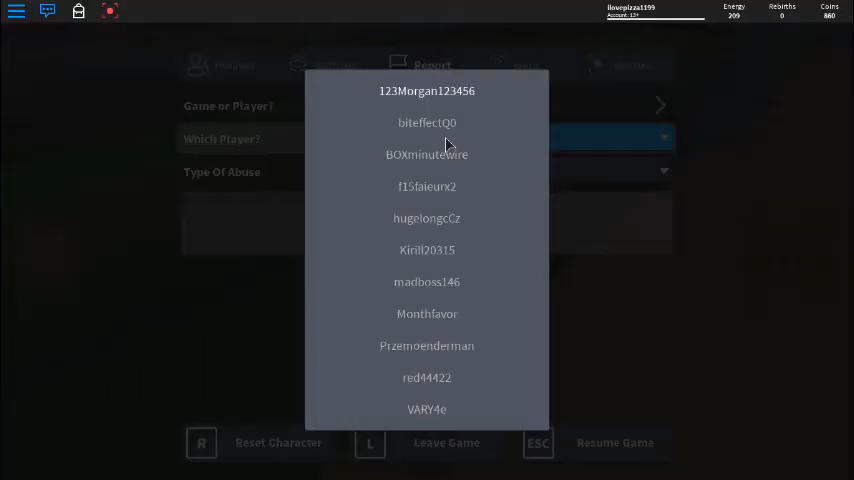 ilovepizza1199
Account: 13+
Energy
209
Rebirths
0
Coins
860
Report
Game or Player?
Which Player?
Type Of Abuse
123Morgan123456
biteffectQ0
BOXminutewire
f15faieurx2
hugelongcCz
Kirill20315
madboss146
Monthfavor
Przemoenderman
red44422
VARY4e
R Reset Character
L Leave Game
ESC Resume Game